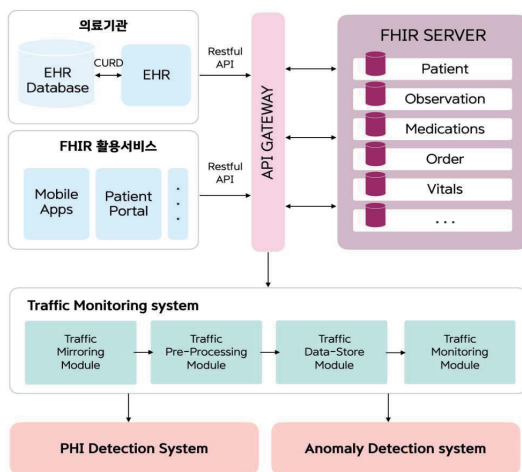 의료기관
EHR
Database
CURD
EHR
Restful
API
FHIR 활용서비스
Mobile
Apps
Patient
Portal
. . .
Restful
API
API GATEWAY
FHIR SERVER
Patient
Observation
Medications
Order
Vitals
. . .
Traffic Monitoring system
Traffic
Mirroring
Module
Traffic
Pre-Processing
Module
Traffic
Data-Store
Module
Traffic
Monitoring
Module
PHI Detection System
Anomaly Detection system